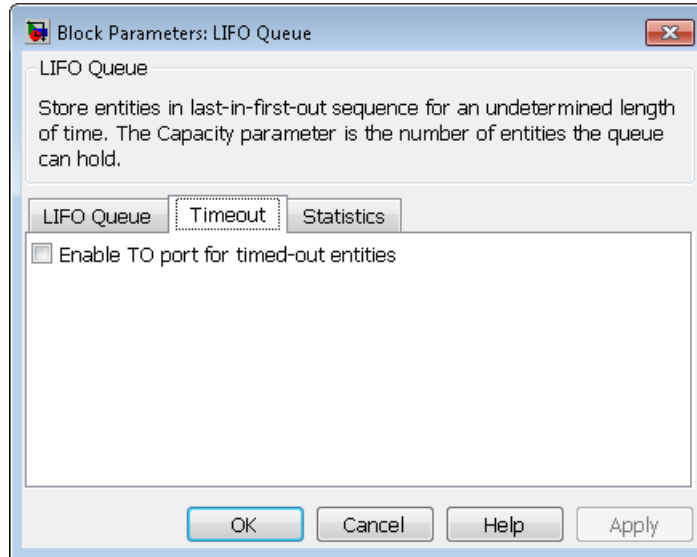 Block Parameters: LIFO Queue
LIFO Queue
Store entities in last-in-first-out sequence for an undetermined length
of time. The Capacity parameter is the number of entities the queue
can hold.
LIFO Queue Timeout Statistics
Enable TO port for timed-out entities
OK Cancel Help Apply